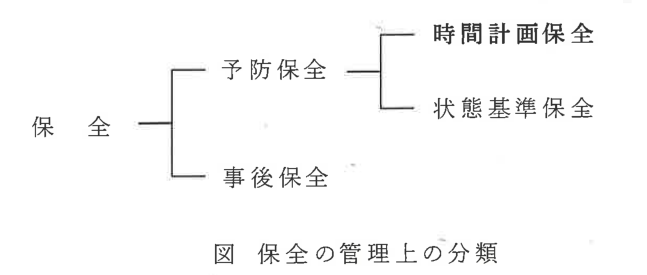 時間計画保全
予防保全
状態基準保全
保 全
事後保全
図 保全の管理上の分類